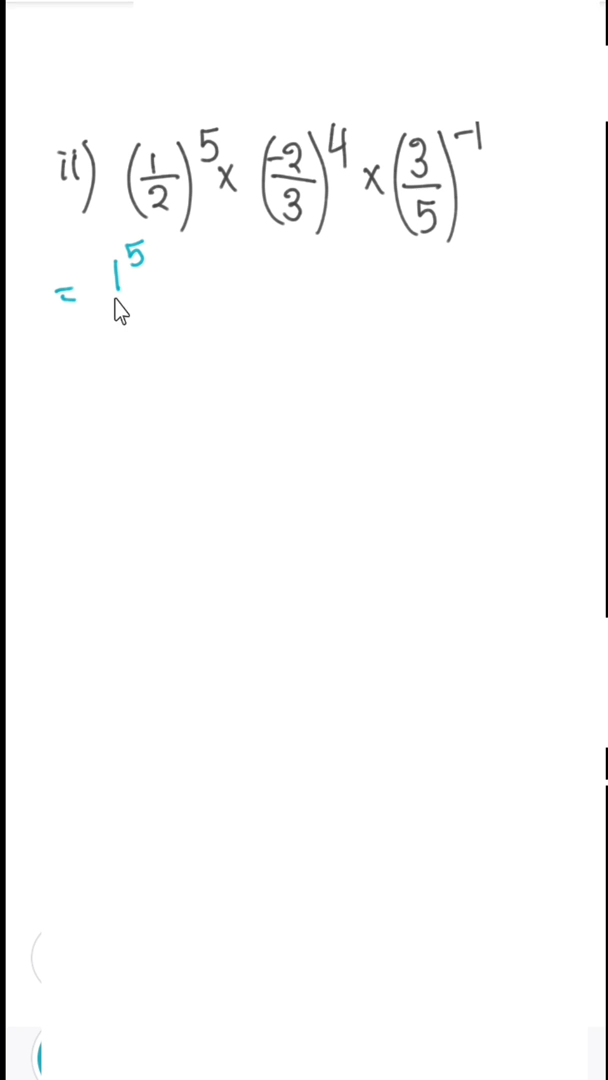 ii) (1/2)^5 × (-2/3)^4 × (3/5)^-1
= 1^5